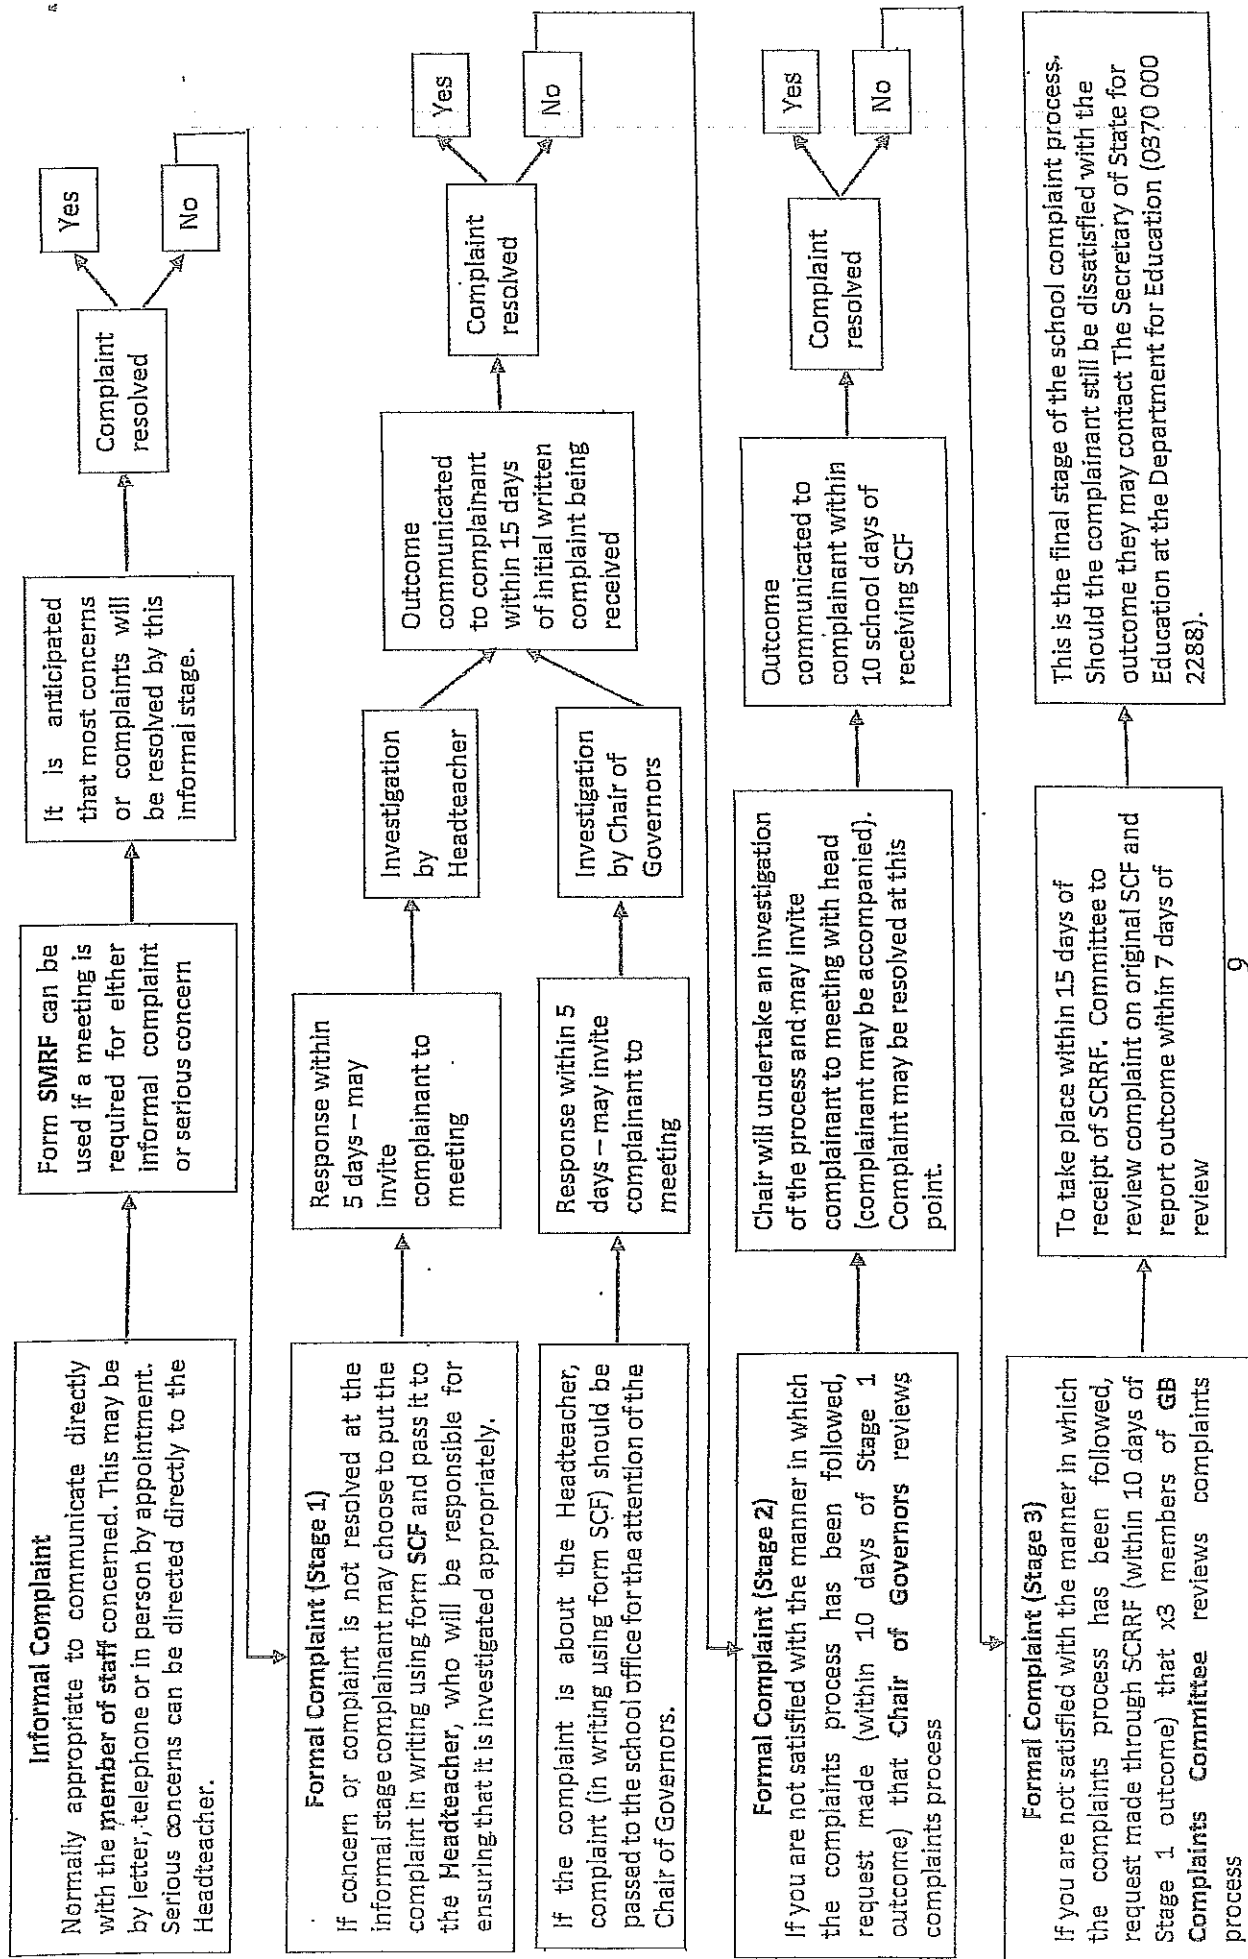 Informal Complaint
Normally appropriate to communicate directly
with the member of staff concerned. This may be
by letter, telephone or in person by appointment.
Serious concerns can be directed directly to the
Headteacher.
Form SMRF can be
used if a meeting is
required for either
informal complaint
or serious concern
It is anticipated
that most concerns
or complaints will
be resolved by this
informal stage.
Complaint
resolved
Yes
No
Formal Complaint (Stage 1)
If concern or complaint is not resolved at the
informal stage complainant may choose to put the
complaint in writing using form SCF and pass it to
the Headteacher, who will be responsible for
ensuring that it is investigated appropriately.
Response within
5 days – may
invite
complainant to
meeting
Investigation
by
Headteacher
If the complaint is about the Headteacher,
complaint (in writing using form SCF) should be
passed to the school office for the attention of the
Chair of Governors.
Response within 5
days – may invite
complainant to
meeting
Investigation
by Chair of
Governors
Outcome
communicated
to complainant
within 15 days
of initial written
complaint being
received
Complaint
resolved
Yes
No
Formal Complaint (Stage 2)
If you are not satisfied with the manner in which
the complaints process has been followed,
request made (within 10 days of Stage 1
outcome) that Chair of Governors reviews
complaints process
Chair will undertake an investigation
of the process and may invite
complainant to meeting with head
(complainant may be accompanied).
Complaint may be resolved at this
point.
Outcome
communicated to
complainant within
10 school days of
receiving SCF
Complaint
resolved
Yes
No
Formal Complaint (Stage 3)
If you are not satisfied with the manner in which
the complaints process has been followed,
request made through SCRRF (within 10 days of
Stage 1 outcome) that x3 members of GB
Complaints Committee reviews complaints
process
To take place within 15 days of
receipt of SCRRF. Committee to
review complaint on original SCF and
report outcome within 7 days of
review
This is the final stage of the school complaint process.
Should the complainant still be dissatisfied with the
outcome they may contact The Secretary of State for
Education at the Department for Education (0370 000
2288).
9